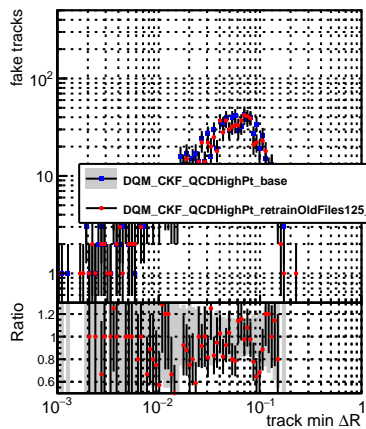 fake tracks
10²
10
1
DQM_CKF_QCDHighPt_base
DQM_CKF_QCDHighPt_retrainOldFiles125_
Ratio
1.2
1
0.8
0.6
10⁻³ 10⁻² 10⁻¹ 1
track min ΔR